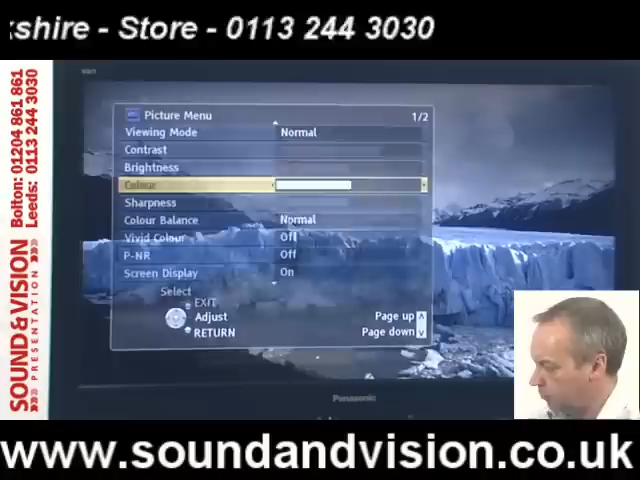 kshire - Store - 0113 244 3030
Bolton: 01204 861 861
Leeds: 0113 244 3030
SOUND & VISION
PRESENTATION
Picture Menu 1/2
Viewing Mode Normal
Contrast
Brightness
Colour
Sharpness
Colour Balance Normal
Vivid Colour Off
P-NR Off
Screen Display On
Select
EXIT
Adjust
RETURN
Page up
Page down
Panasonic
www.soundandvision.co.uk